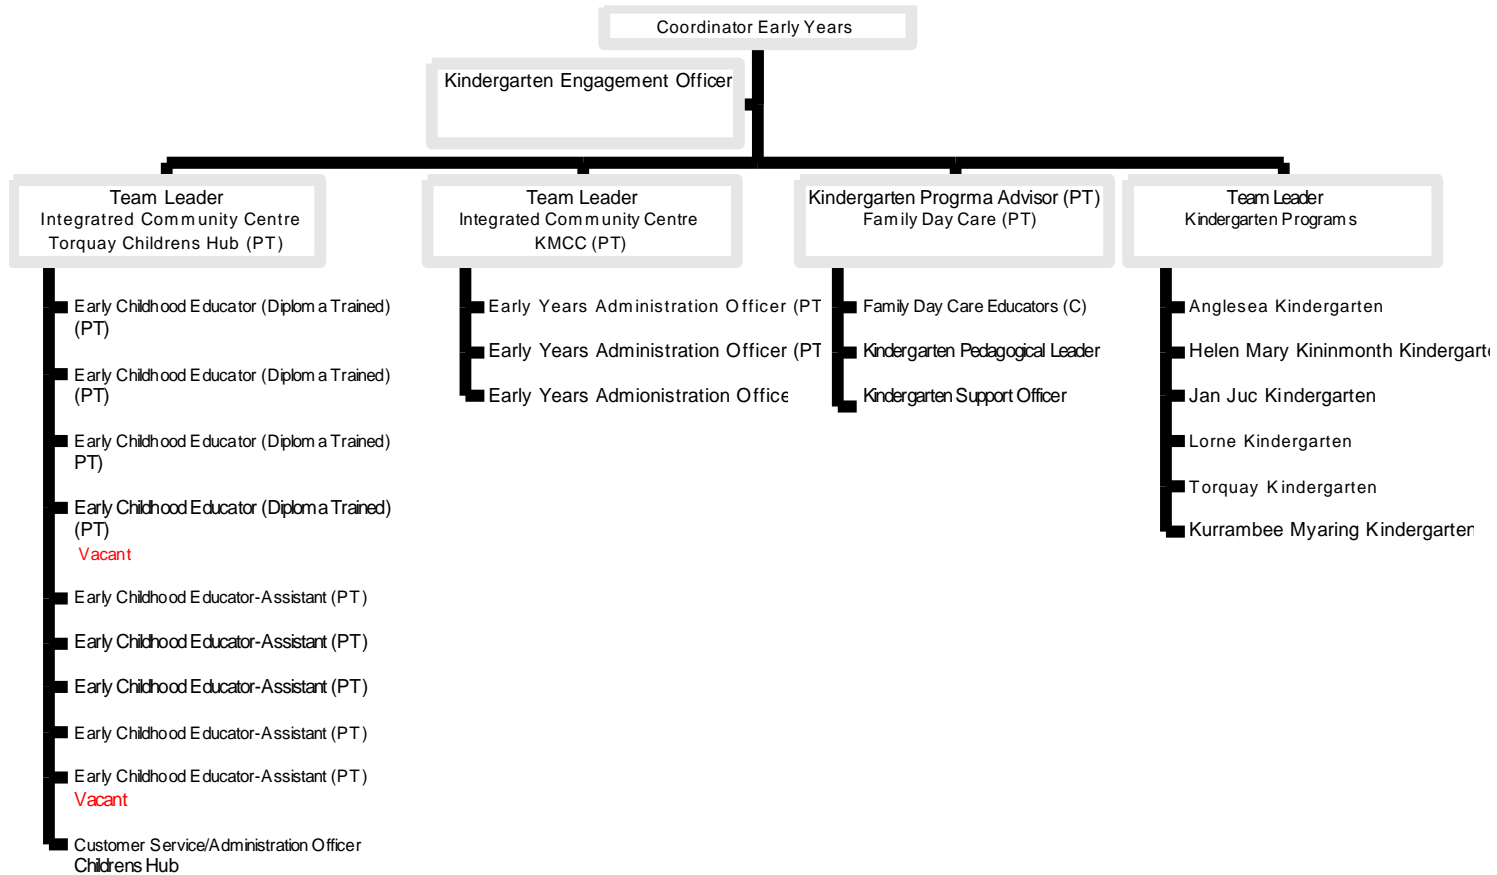 Coordinator Early Years
Kindergarten Engagement Officer
Team Leader
Integratred Community Centre
Torquay Childrens Hub (PT)
Team Leader
Integrated Community Centre
KMCC (PT)
Kindergarten Progrma Advisor (PT)
Family Day Care (PT)
Team Leader
Kindergarten Programs
Early Childhood Educator (Diploma Trained)
(PT)
Early Childhood Educator (Diploma Trained)
(PT)
Early Childhood Educator (Diploma Trained)
PT)
Early Childhood Educator (Diploma Trained)
(PT)
Vacant
Early Childhood Educator-Assistant (PT)
Early Childhood Educator-Assistant (PT)
Early Childhood Educator-Assistant (PT)
Early Childhood Educator-Assistant (PT)
Early Childhood Educator-Assistant (PT)
Vacant
Customer Service/Administration Officer
Childrens Hub
Early Years Administration Officer (PT
Early Years Administration Officer (PT
Early Years Admionistration Office
Family Day Care Educators (C)
Kindergarten Pedagogical Leader
Kindergarten Support Officer
Anglesea Kindergarten
Helen Mary Kininmonth Kindergarte
Jan Juc Kindergarten
Lorne Kindergarten
Torquay Kindergarten
Kurrambee Myaring Kindergarten